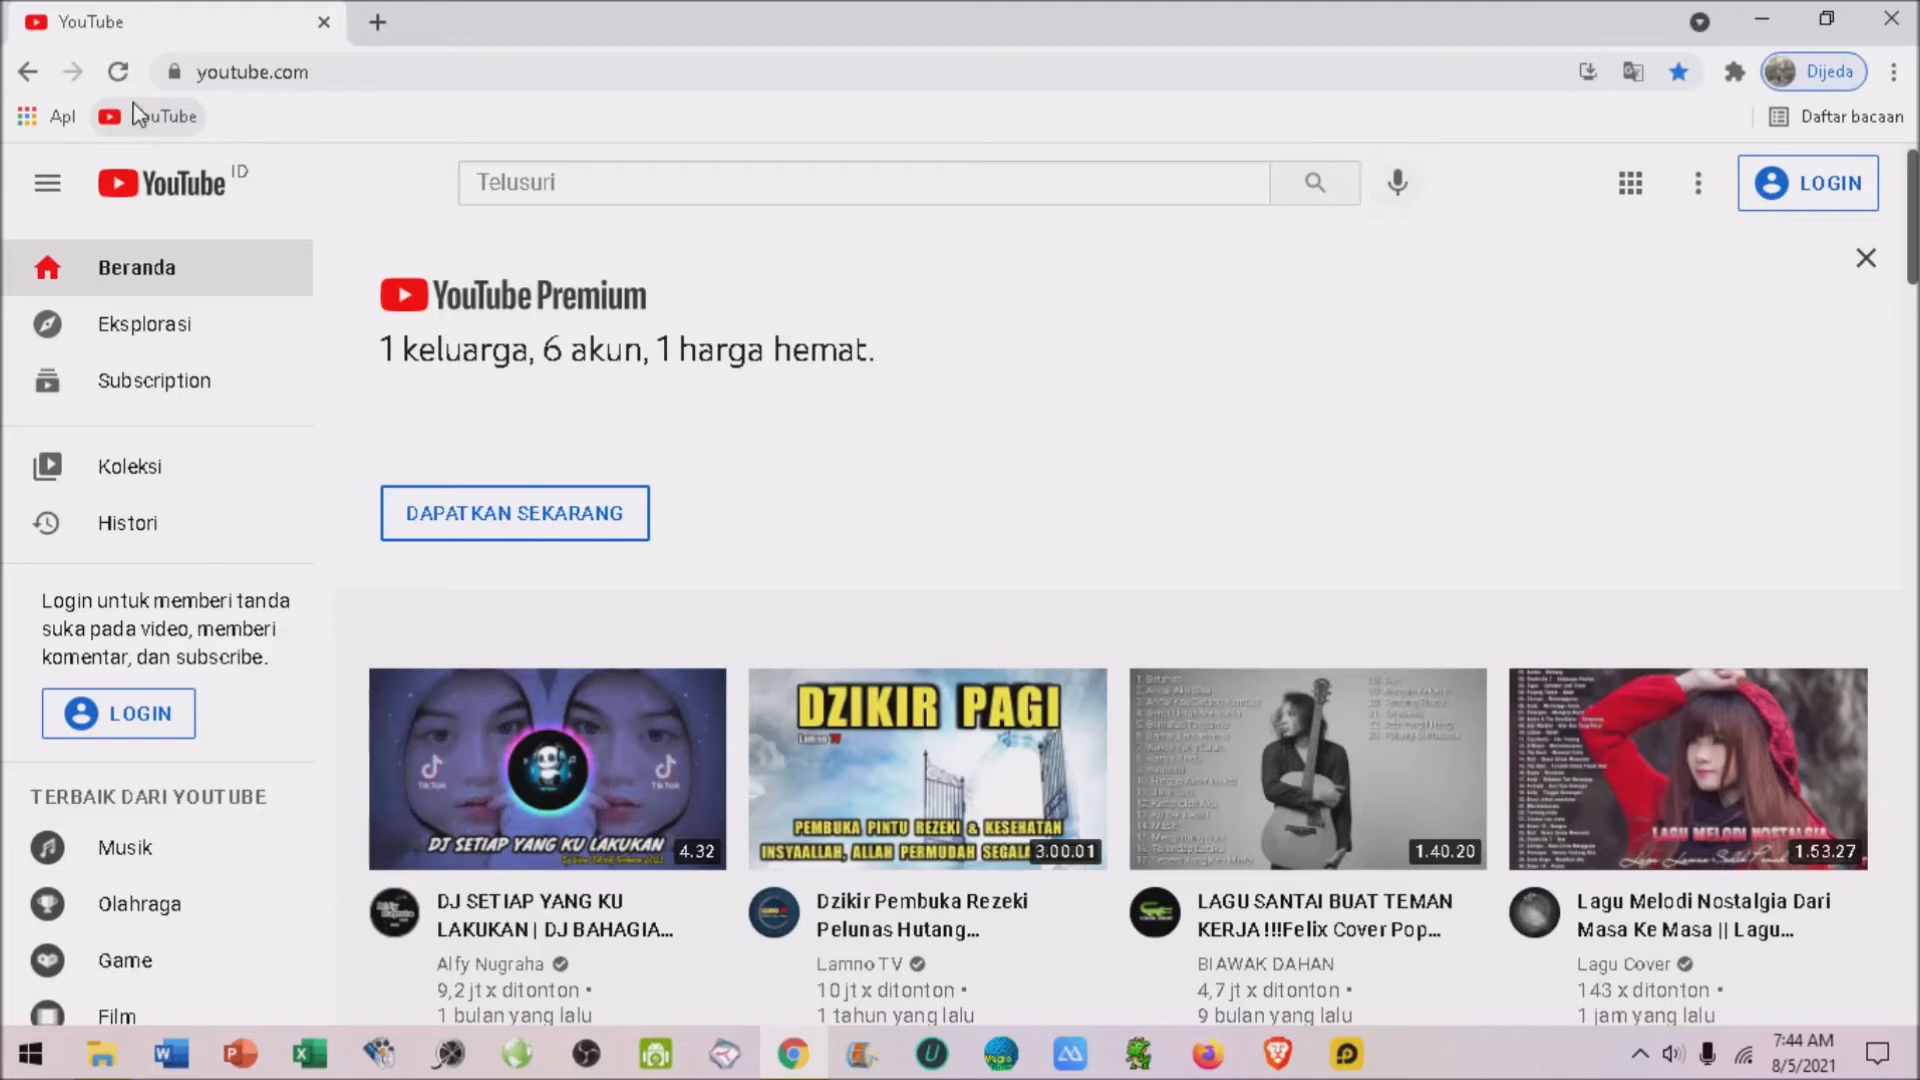 YouTube
youtube.com
Dijeda
Apl
YouTube
Daftar bacaan
YouTube ID
Telusuri
LOGIN
Beranda
Eksplorasi
Subscription
Koleksi
Histori
Login untuk memberi tanda
suka pada video, memberi
komentar, dan subscribe.
LOGIN
TERBAIK DARI YOUTUBE
Musik
Olahraga
Game
Film
YouTube Premium
1 keluarga, 6 akun, 1 harga hemat.
DAPATKAN SEKARANG
TikTok
TikTok
DJ SETIAP YANG KU LAKUKAN
4.32
DJ SETIAP YANG KU
LAKUKAN | DJ BAHAGIA...
Alfy Nugraha
9,2 jt x ditonton •
1 bulan yang lalu
DZIKIR PAGI
PEMBUKA PINTU REZEKI & KESEHATAN
INSYAALLAH, ALLAH PERMUDAH
3.00.01
Dzikir Pembuka Rezeki
Pelunas Hutang...
Lamno TV
10 jt x ditonton •
1 tahun yang lalu
1.40.20
LAGU SANTAI BUAT TEMAN
KERJA !!!Felix Cover Pop...
BIAWAK DAHAN
4,7 jt x ditonton •
9 bulan yang lalu
LAGU MELODI NOSTALGIA
1.53.27
Lagu Melodi Nostalgia Dari
Masa Ke Masa || Lagu...
Lagu Cover
143 x ditonton •
1 jam yang lalu
7:44 AM
8/5/2021